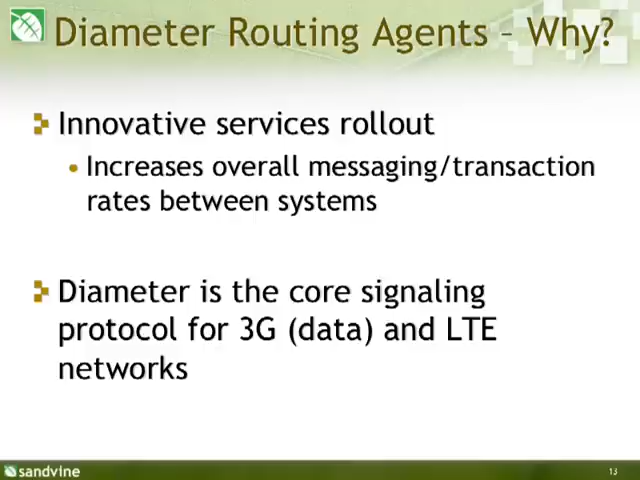 Diameter Routing Agents – Why?
Innovative services rollout
• Increases overall messaging/transaction
rates between systems
Diameter is the core signaling
protocol for 3G (data) and LTE
networks
sandvine
13